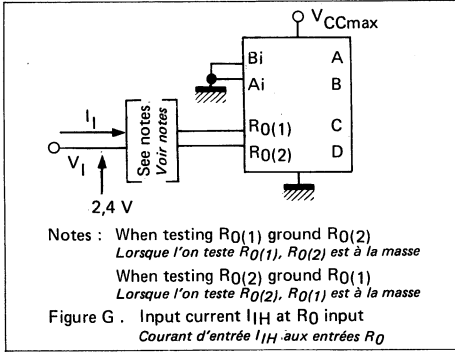 VCCmax
Bi A
Ai B
II
See notes
Voir notes
R0(1) C
VI
R0(2) D
2,4 V
Notes : When testing R0(1) ground R0(2)
Lorsque l'on teste R0(1), R0(2) est à la masse
When testing R0(2) ground R0(1)
Lorsque l'on teste R0(2), R0(1) est à la masse
Figure G . Input current IIH at R0 input
Courant d'entrée IIH aux entrées R0